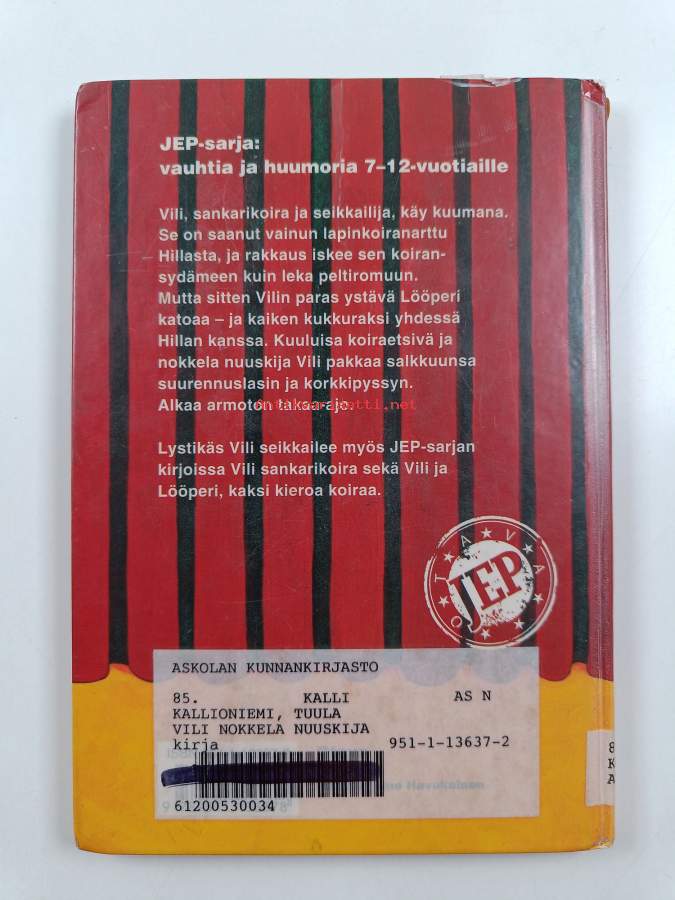 JEP-sarja:
vauhtia ja huumoria 7–12-vuotiaille
Vili, sankarikoira ja seikkailija, käy kuumana.
Se on saanut vainun lapinkoiranarttu
Hillasta, ja rakkaus iskee sen koiran-
sydämeen kuin leka peltiromuun.
Mutta sitten Vilin paras ystävä Lööperi
katoaa – ja kaiken kukkuraksi yhdessä
Hillan kanssa. Kuuluisa koiraetsivä ja
nokkela nuuskija Vili pakkaa salkkuunsa
suurennuslasin ja korkkipyssyn.
Alkaa armoton takaa-ajo.
Lystikäs Vili seikkailee myös JEP-sarjan
kirjoissa Vili sankarikoira sekä Vili ja
Lööperi, kaksi kieroa koiraa.
OTAVA
JEP
ASKOLAN KUNNANKIRJASTO
85. KALLI AS N
KALLIONIEMI, TUULA
VILI NOKKELA NUUSKIJA
kirja 951-1-13637-2
Havukainen
61200530034
8
K
A